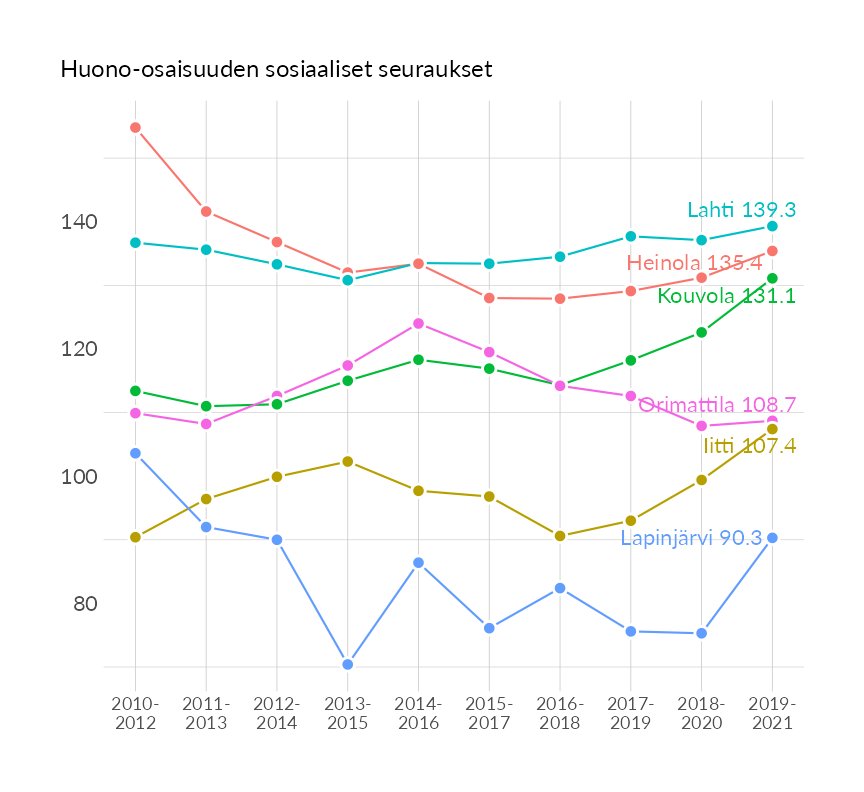 Huono-osaisuuden sosiaaliset seuraukset
140
120
100
80
Lahti 139.3
Heinola 135.4
Kouvola 131.1
Orimattila 108.7
Iitti 107.4
Lapinjärvi 90.3
2010- 2011- 2012- 2013- 2014- 2015- 2016- 2017- 2018- 2019-
2012 2013 2014 2015 2016 2017 2018 2019 2020 2021